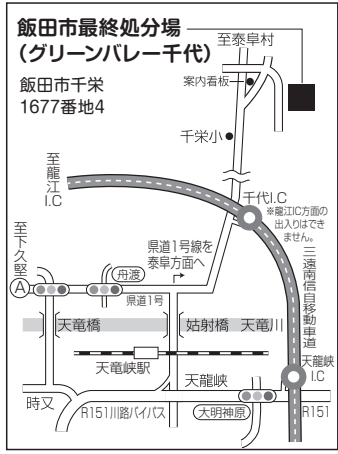 飯田市最終処分場
(グリーンバレー千代)
飯田市千栄
1677番地4
至泰阜村
案内看板
千栄小
至龍江I.C
千代I.C
※龍江IC方面の
出入りはでき
ません。
至下久堅
A
舟渡
県道1号線を
泰阜方面へ
県道1号
三遠南信自動車道
天竜橋
姑射橋
天竜川
天竜峡駅
天龍峡
I.C
天龍峡
時又
R151川路バイパス
大明神原
R151